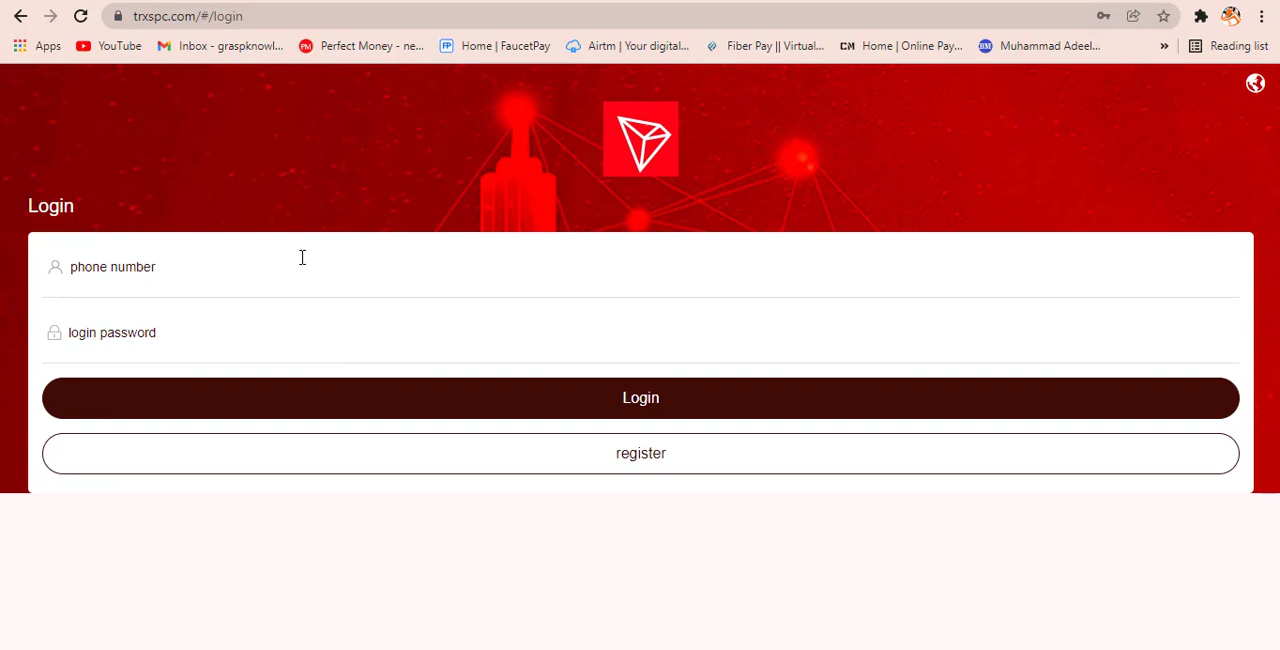 trxspc.com/#/login
Apps YouTube Inbox - graspknowl... Perfect Money - ne... Home | FaucetPay Airtm | Your digital... Fiber Pay || Virtual... Home | Online Pay... Muhammad Adeel... » Reading list
Login
phone number
login password
Login
register